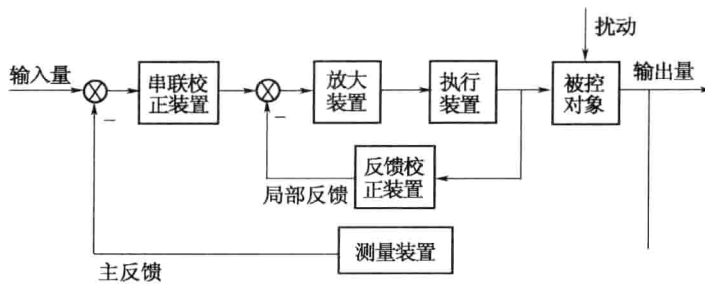 扰动
输入量
串联校
正装置
放大
装置
执行
装置
被控
对象
输出量
反馈校
正装置
局部反馈
测量装置
主反馈